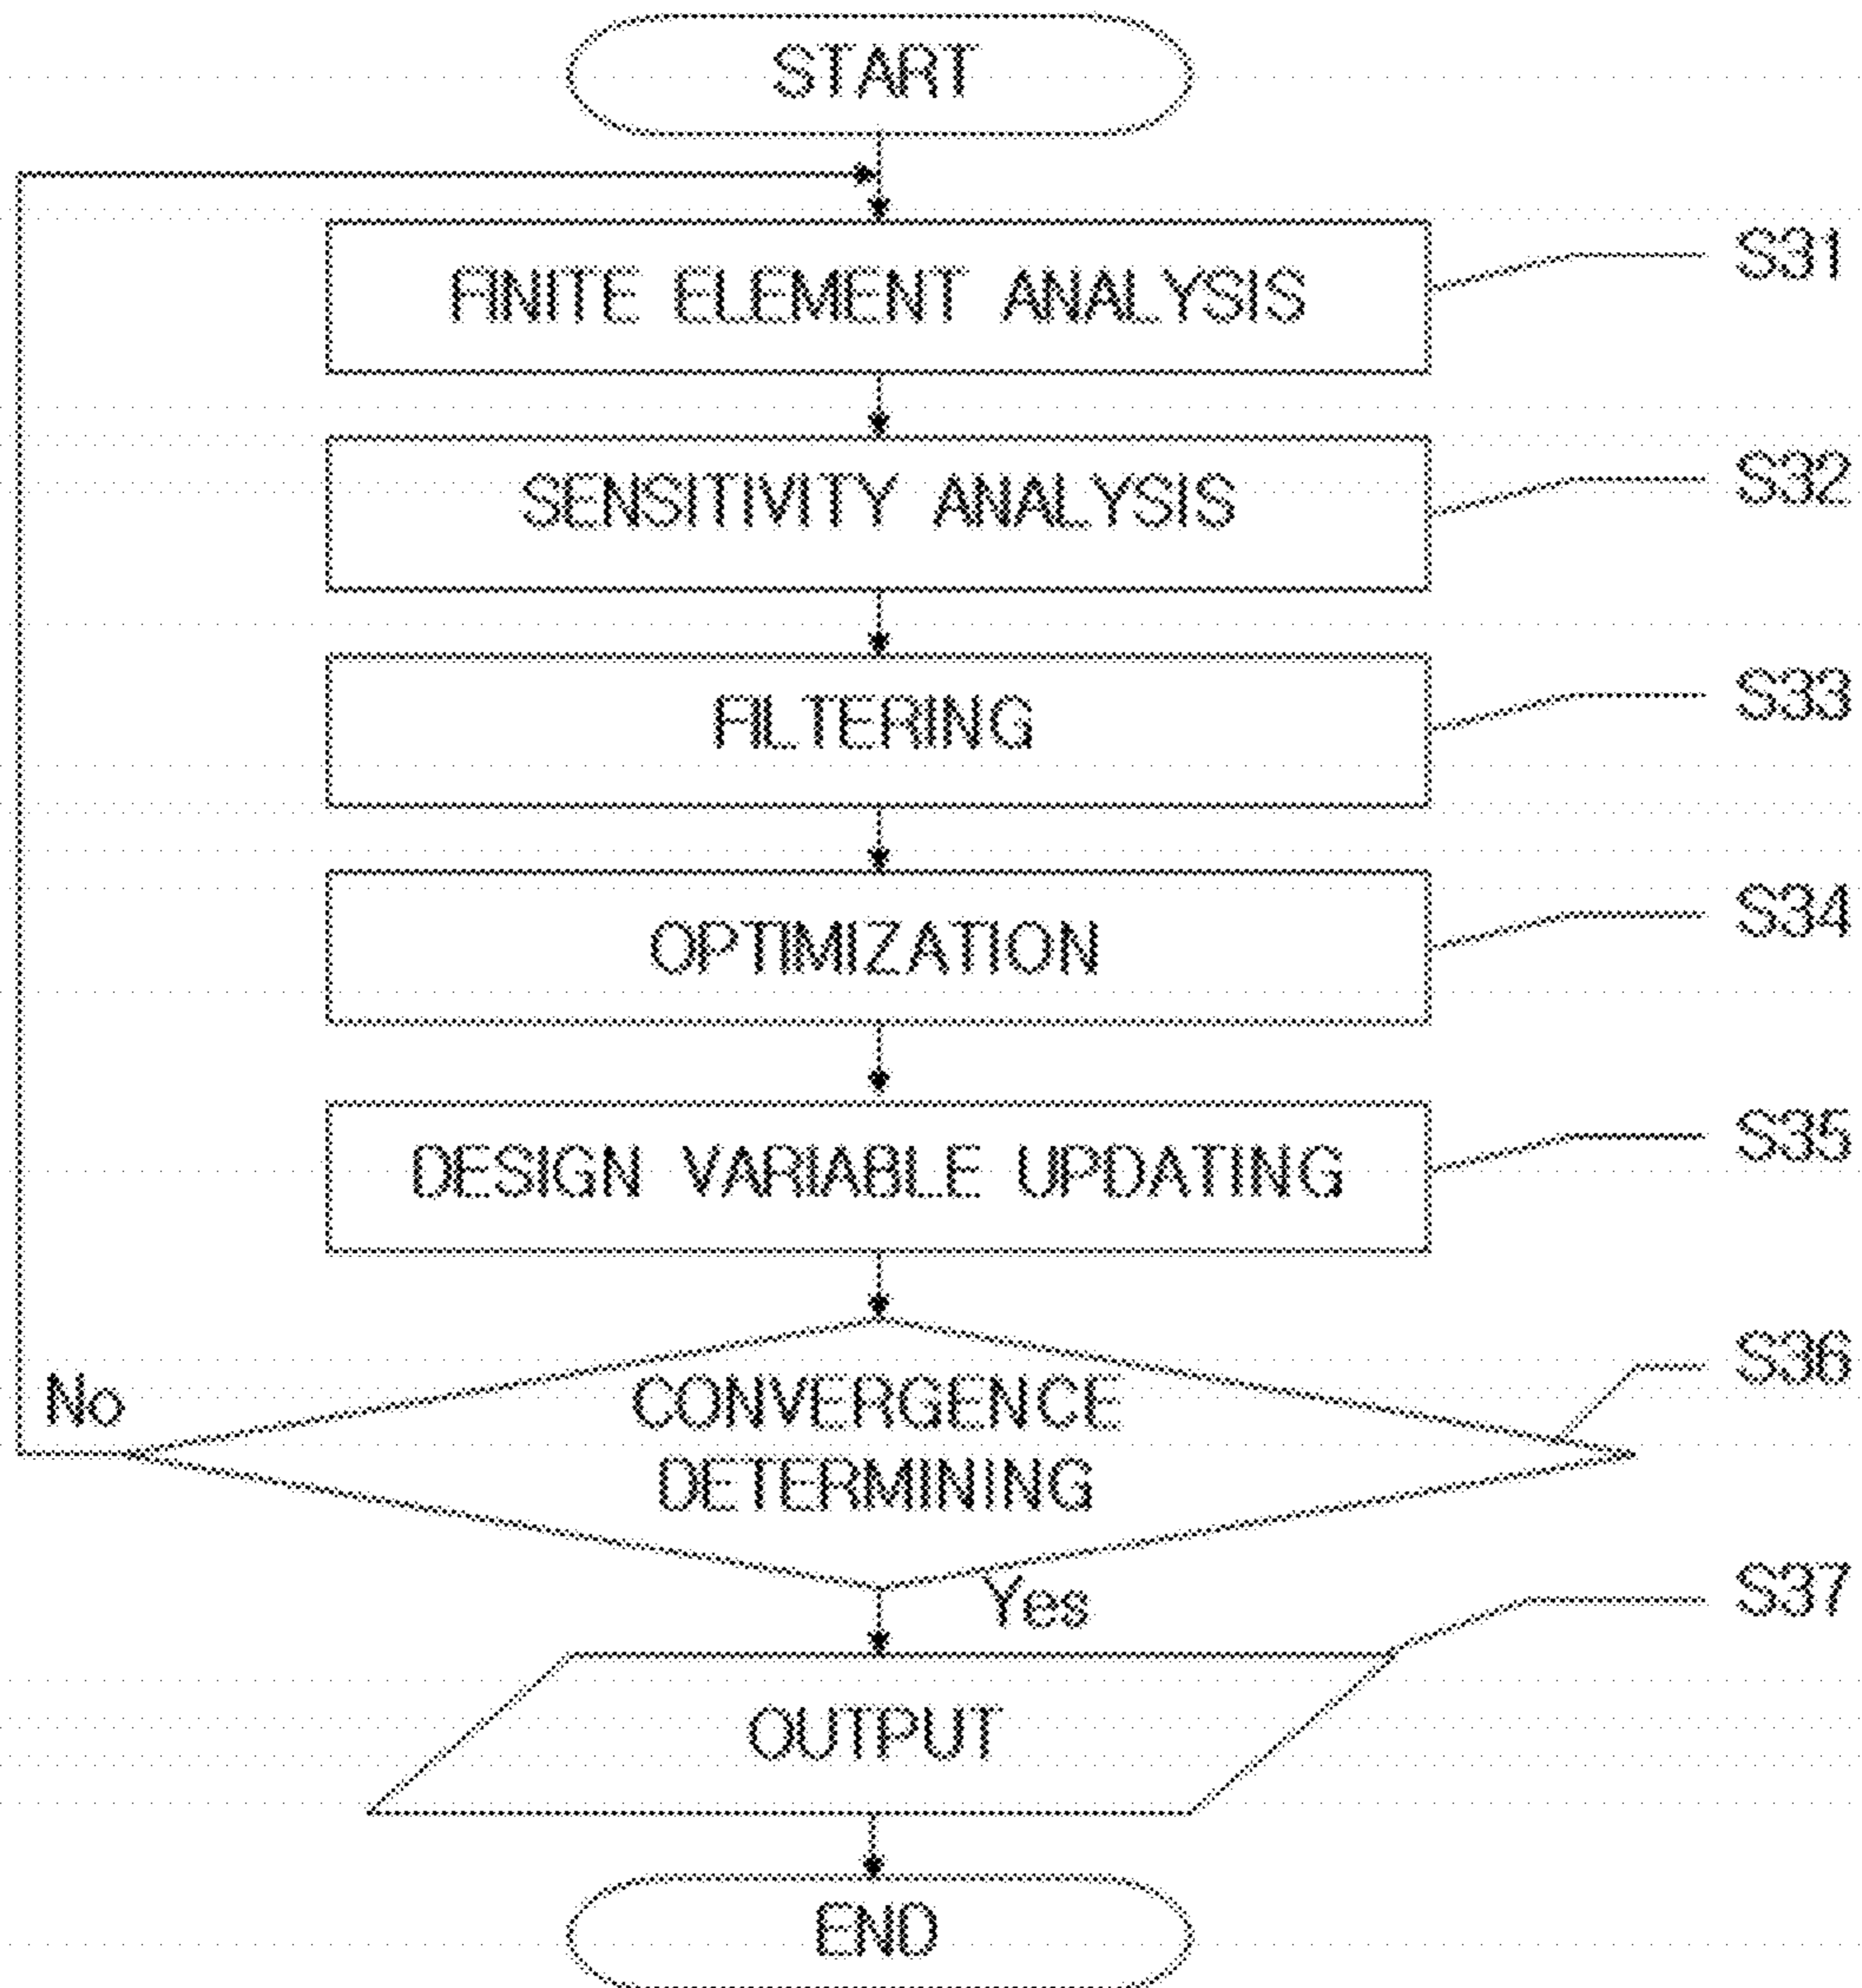 START
FINITE ELEMENT ANALYSIS
S31
SENSITIVITY ANALYSIS
S32
FILTERING
S33
OPTIMIZATION
S34
DESIGN VARIABLE UPDATING
S35
No
CONVERGENCE
DETERMINING
S36
Yes
S37
OUTPUT
END